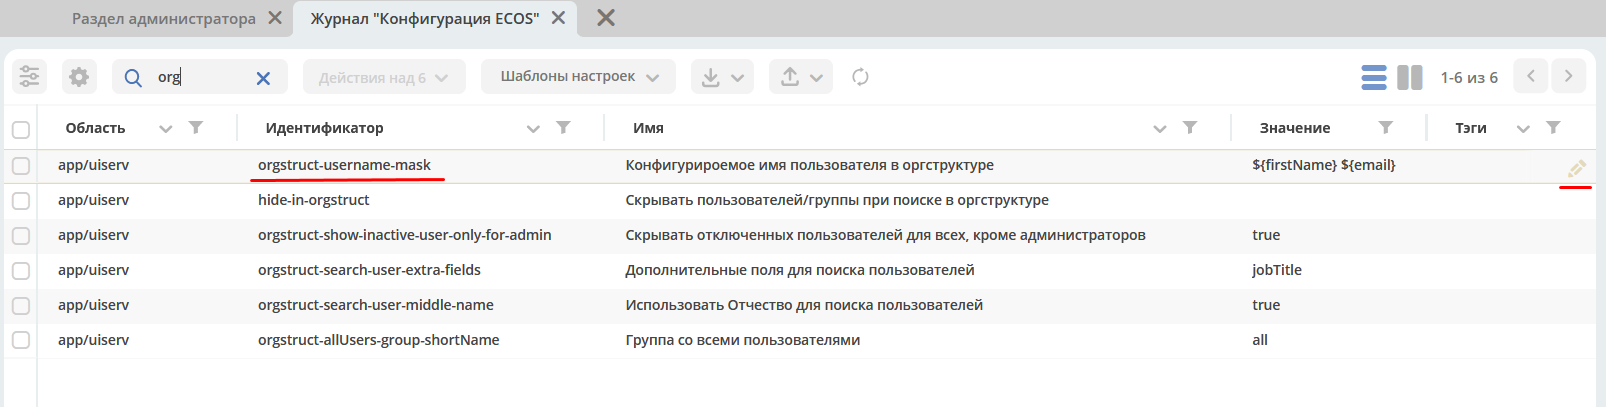 Раздел администратора Журнал "Конфигурация ECOS"
org Действия над 6 Шаблоны настроек 1-6 из 6
Область Идентификатор Имя Значение Тэги
app/uiserv orgstruct-username-mask Конфигурироемое имя пользователя в оргструктуре ${firstName} ${email}
app/uiserv hide-in-orgstruct Скрывать пользователей/группы при поиске в оргструктуре
app/uiserv orgstruct-show-inactive-user-only-for-admin Скрывать отключенных пользователей для всех, кроме администраторов true
app/uiserv orgstruct-search-user-extra-fields Дополнительные поля для поиска пользователей jobTitle
app/uiserv orgstruct-search-user-middle-name Использовать Отчество для поиска пользователей true
app/uiserv orgstruct-allUsers-group-shortName Группа со всеми пользователями all